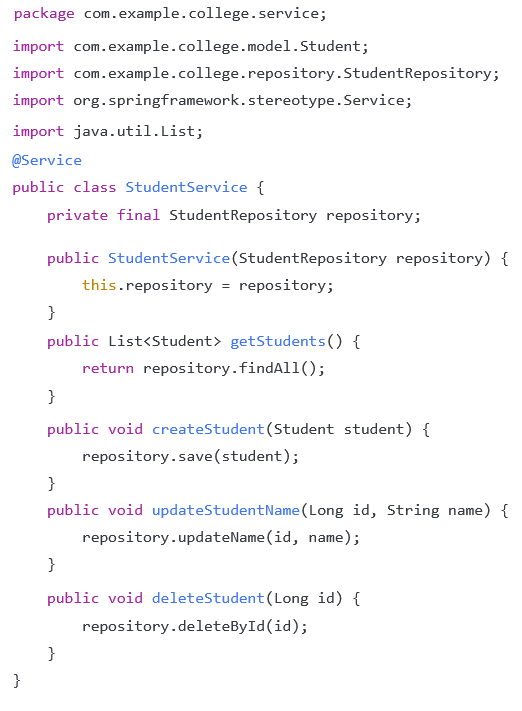 package com.example.college.service;
import com.example.college.model.Student;
import com.example.college.repository.StudentRepository;
import org.springframework.stereotype.Service;
import java.util.List;
@Service
public class StudentService {
    private final StudentRepository repository;
    public StudentService(StudentRepository repository) {
        this.repository = repository;
    }
    public List<Student> getStudents() {
        return repository.findAll();
    }
    public void createStudent(Student student) {
        repository.save(student);
    }
    public void updateStudentName(Long id, String name) {
        repository.updateName(id, name);
    }
    public void deleteStudent(Long id) {
        repository.deleteById(id);
    }
}